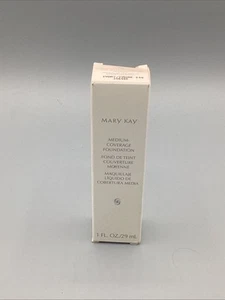 MARY KAY
MEDIUM
COVERAGE
FOUNDATION
FOND DE TEINT
COUVRANCE
MOYENNE
MAQUILLAJE
LÍQUIDO DE
COBERTURA MEDIA
1 FL. OZ./29 mL